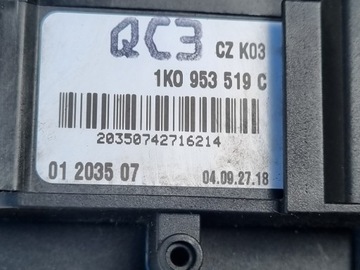 QC3 CZ K03
1K0 953 519 C
20350742716214
01 2035 07 04.09.27.18